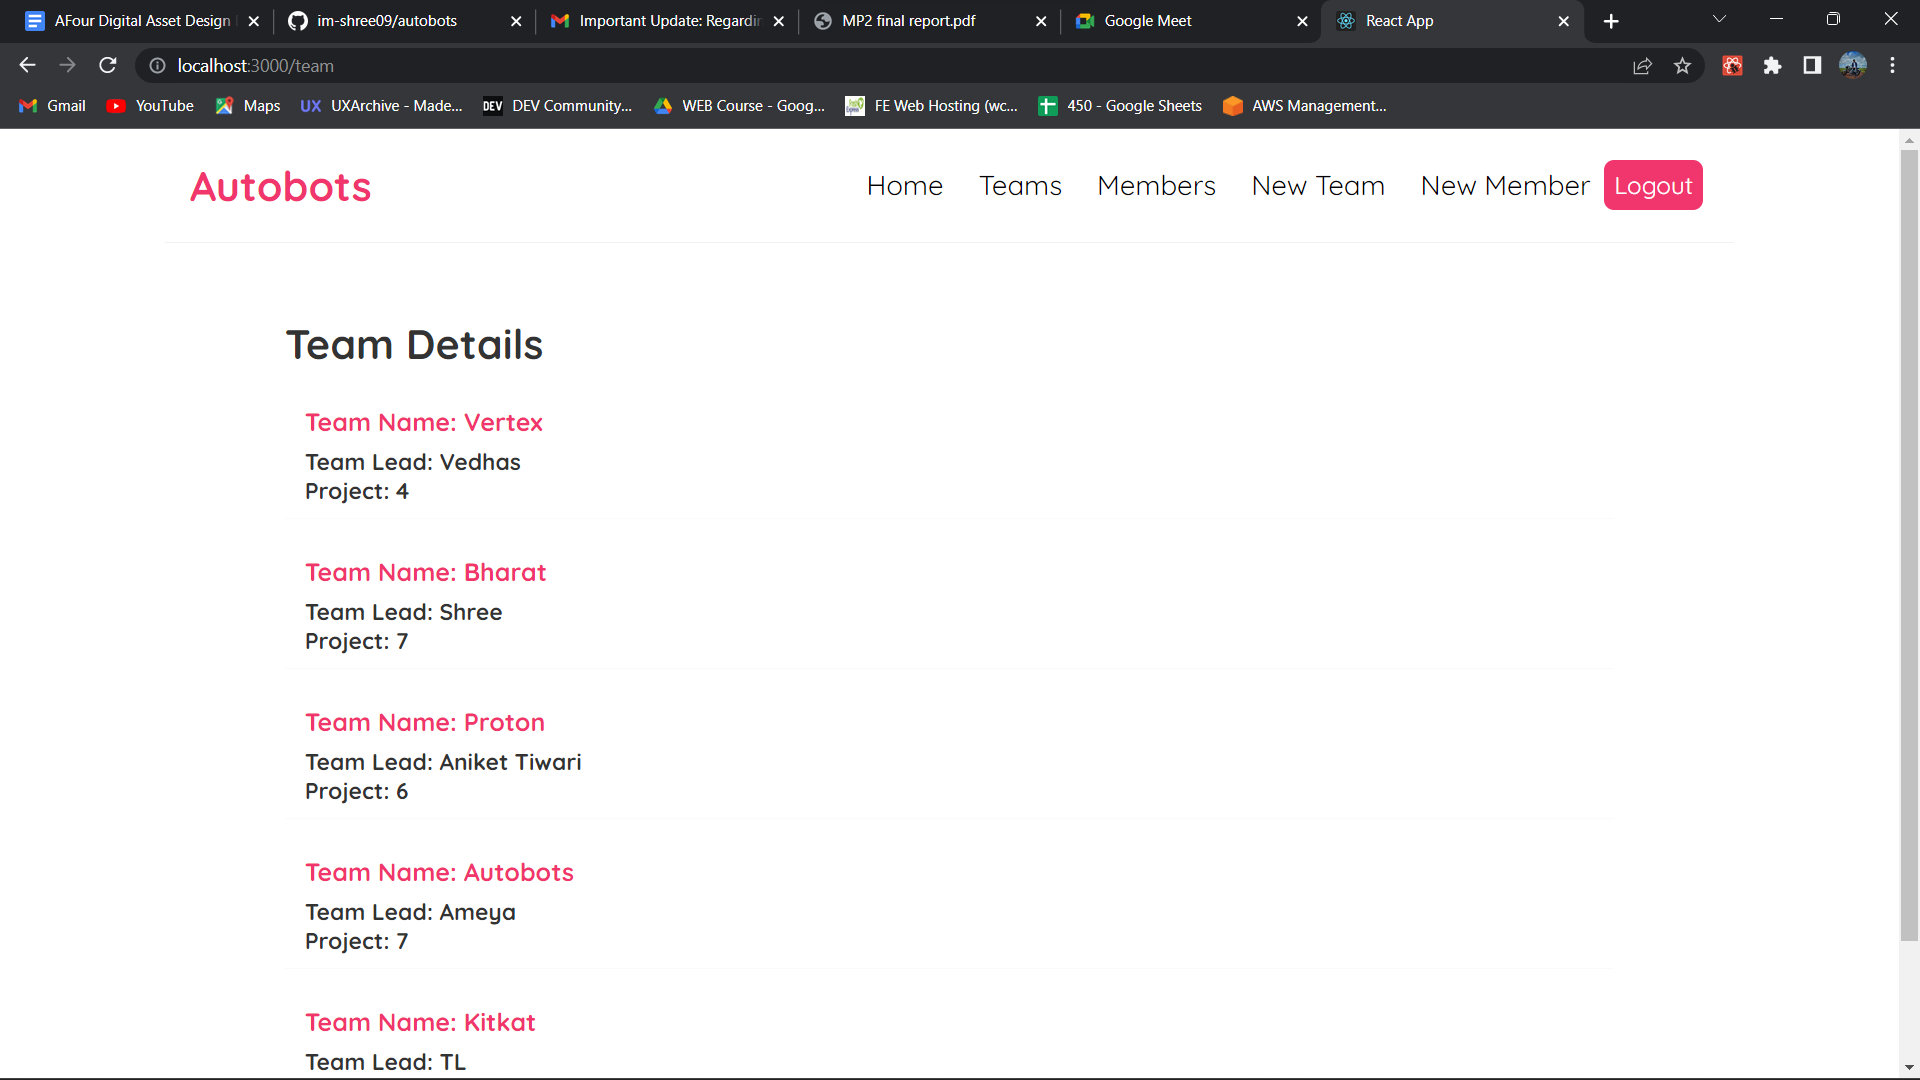 AFour Digital Asset Design
im-shree09/autobots
Important Update: Regardin
MP2 final report.pdf
Google Meet
React App
localhost:3000/team
Gmail
YouTube
Maps
UX UXArchive - Made...
DEV DEV Community...
WEB Course - Goog...
FE Web Hosting (wc...
450 - Google Sheets
AWS Management...
Autobots
Home
Teams
Members
New Team
New Member
Logout
Team Details
Team Name: Vertex
Team Lead: Vedhas
Project: 4
Team Name: Bharat
Team Lead: Shree
Project: 7
Team Name: Proton
Team Lead: Aniket Tiwari
Project: 6
Team Name: Autobots
Team Lead: Ameya
Project: 7
Team Name: Kitkat
Team Lead: TL